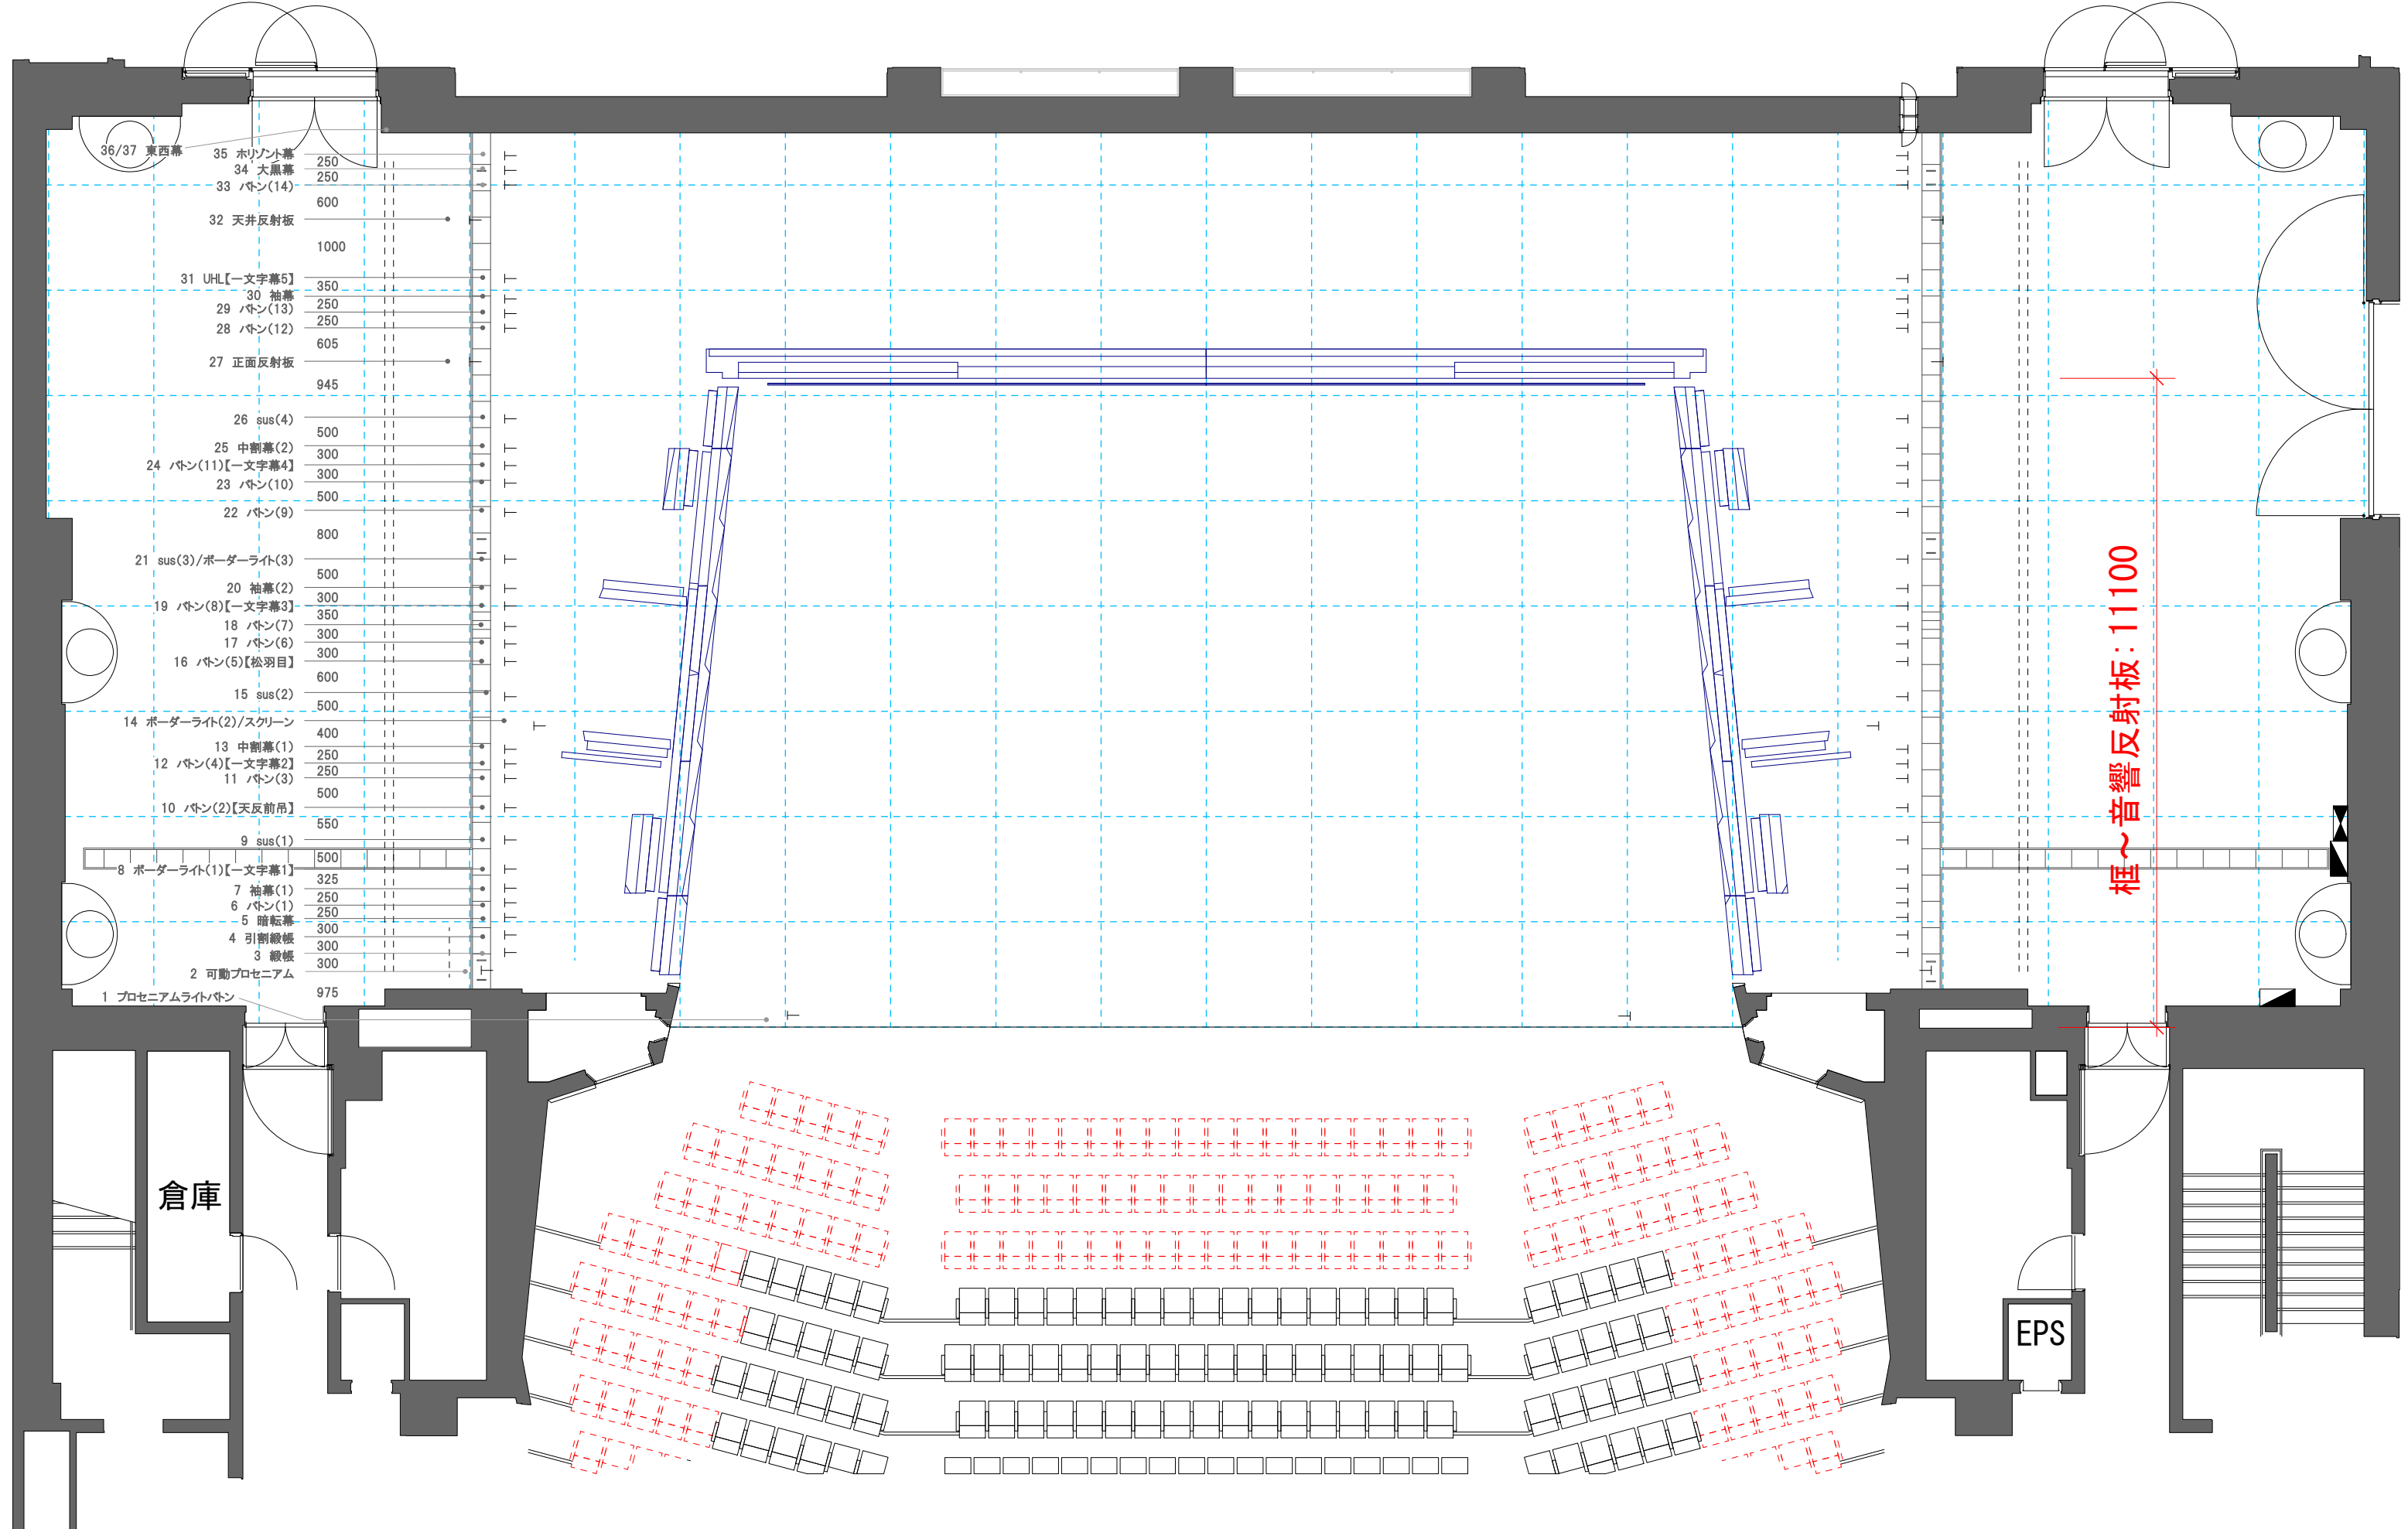 36/37 東西幕
35 ホリゾント幕
250
34 大黒幕
250
33 バトン(14)
600
32 天井反射板
1000
31 UHL【一文字幕5】
350
30 袖幕
250
29 バトン(13)
250
28 バトン(12)
605
27 正面反射板
945
26 sus(4)
500
25 中割幕(2)
300
24 バトン(11)【一文字幕4】
300
23 バトン(10)
500
22 バトン(9)
800
21 sus(3)/ボーダーライト(3)
500
20 袖幕(2)
300
19 バトン(8)【一文字幕3】
350
18 バトン(7)
300
17 バトン(6)
300
16 バトン(5)【松羽目】
600
15 sus(2)
500
14 ボーダーライト(2)/スクリーン
400
13 中割幕(1)
250
12 バトン(4)【一文字幕2】
250
11 バトン(3)
500
10 バトン(2)【天反前吊】
550
9 sus(1)
500
8 ボーダーライト(1)【一文字幕1】
325
7 袖幕(1)
250
6 バトン(1)
250
5 暗転幕
300
4 引割緞帳
300
3 緞帳
300
2 可動プロセニアム
975
1 プロセニアムライトバトン
框～音響反射板:11100
倉庫
EPS